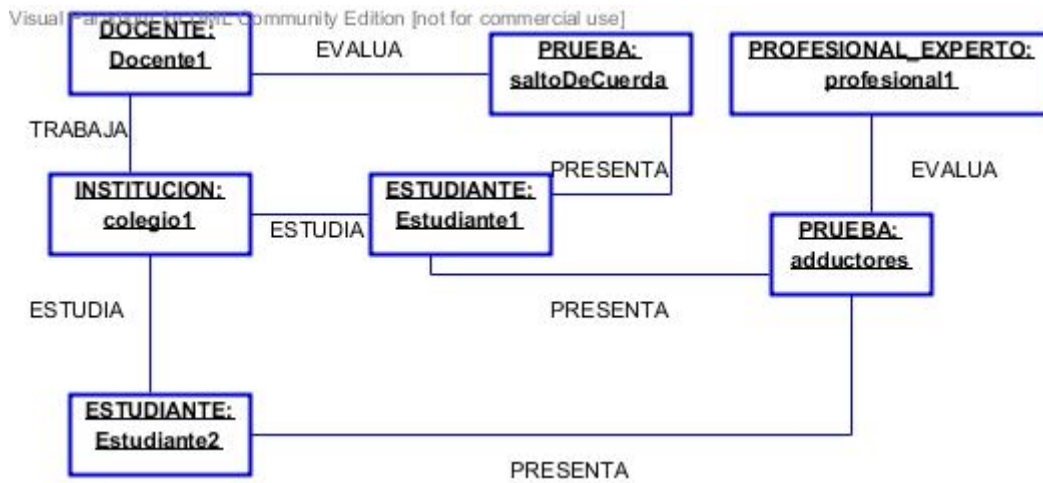 Visual Paradigm for UML Community Edition [not for commercial use]
DOCENTE:
Docente1
EVALUA
PRUEBA:
saltoDeCuerda
PROFESIONAL_EXPERTO:
profesional1
TRABAJA
PRESENTA
EVALUA
INSTITUCION:
colegio1
ESTUDIA
ESTUDIANTE:
Estudiante1
PRUEBA:
adductores
ESTUDIA
PRESENTA
ESTUDIANTE:
Estudiante2
PRESENTA